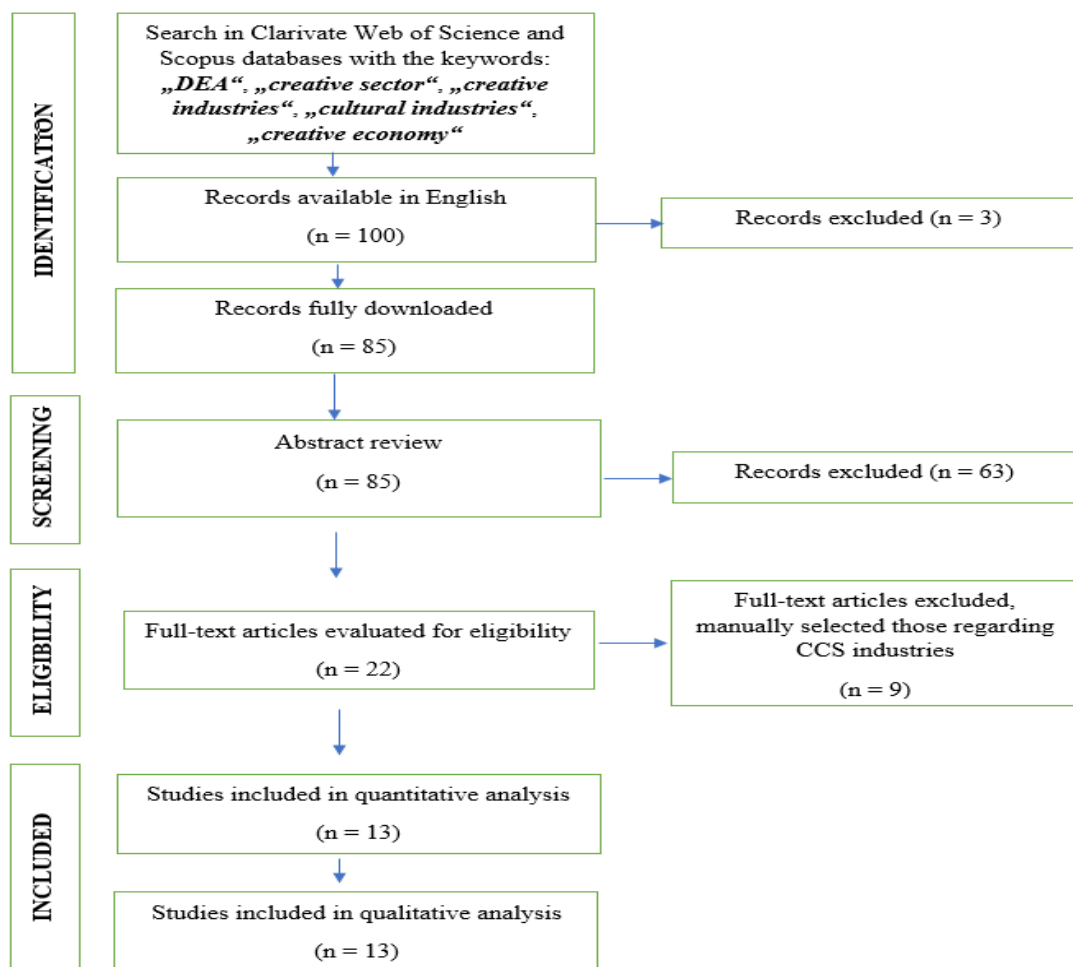 IDENTIFICATION
Search in Clarivate Web of Science and
Scopus databases with the keywords:
„DEA“, „creative sector“, „creative
industries“, „cultural industries“,
„creative economy“
Records available in English
(n = 100)
Records excluded (n = 3)
Records fully downloaded
(n = 85)
SCREENING
Abstract review
(n = 85)
Records excluded (n = 63)
ELIGIBILITY
Full-text articles evaluated for eligibility
(n = 22)
Full-text articles excluded,
manually selected those regarding
CCS industries
(n = 9)
INCLUDED
Studies included in quantitative analysis
(n = 13)
Studies included in qualitative analysis
(n = 13)